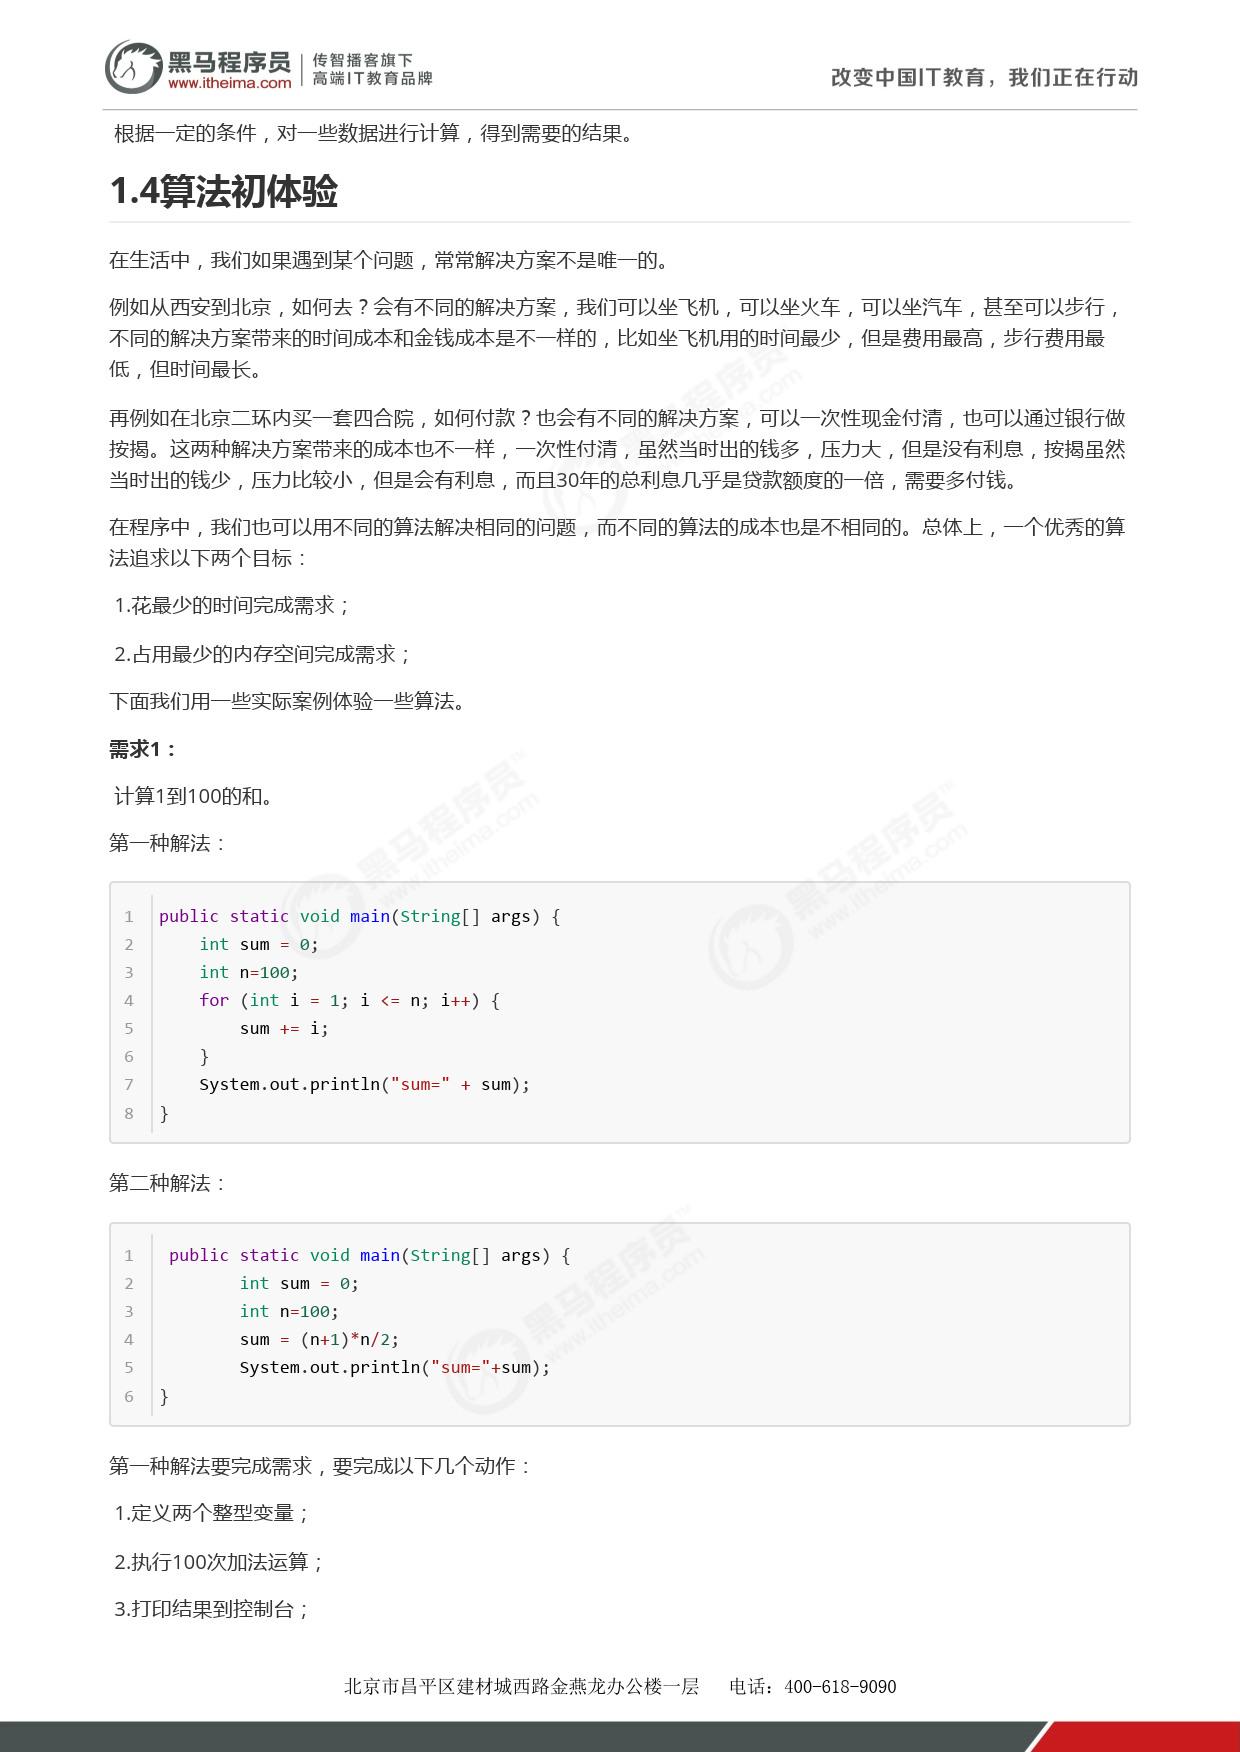 黑马程序员 传智播客旗下
www.itheima.com 高端IT教育品牌
改变中国IT教育，我们正在行动
根据一定的条件，对一些数据进行计算，得到需要的结果。
1.4算法初体验
在生活中，我们如果遇到某个问题，常常解决方案不是唯一的。
例如从西安到北京，如何去？会有不同的解决方案，我们可以坐飞机，可以坐火车，可以坐汽车，甚至可以步行，
不同的解决方案带来的时间成本和金钱成本是不一样的，比如坐飞机用的时间最少，但是费用最高，步行费用最
低，但时间最长。
再例如在北京二环内买一套四合院，如何付款？也会有不同的解决方案，可以一次性现金付清，也可以通过银行做
按揭。这两种解决方案带来的成本也不一样，一次性付清，虽然当时出的钱多，压力大，但是没有利息，按揭虽然
当时出的钱少，压力比较小，但是会有利息，而且30年的总利息几乎是贷款额度的一倍，需要多付钱。
在程序中，我们也可以用不同的算法解决相同的问题，而不同的算法的成本也是不相同的。总体上，一个优秀的算
法追求以下两个目标：
1.花最少的时间完成需求；
2.占用最少的内存空间完成需求；
下面我们用一些实际案例体验一些算法。
需求1：
计算1到100的和。
第一种解法：
1 public static void main(String[] args) {
2     int sum = 0;
3     int n=100;
4     for (int i = 1; i <= n; i++) {
5         sum += i;
6     }
7     System.out.println("sum=" + sum);
8 }
第二种解法：
1  public static void main(String[] args) {
2         int sum = 0;
3         int n=100;
4         sum = (n+1)*n/2;
5         System.out.println("sum="+sum);
6 }
第一种解法要完成需求，要完成以下几个动作：
1.定义两个整型变量；
2.执行100次加法运算；
3.打印结果到控制台；
北京市昌平区建材城西路金燕龙办公楼一层 电话：400-618-9090